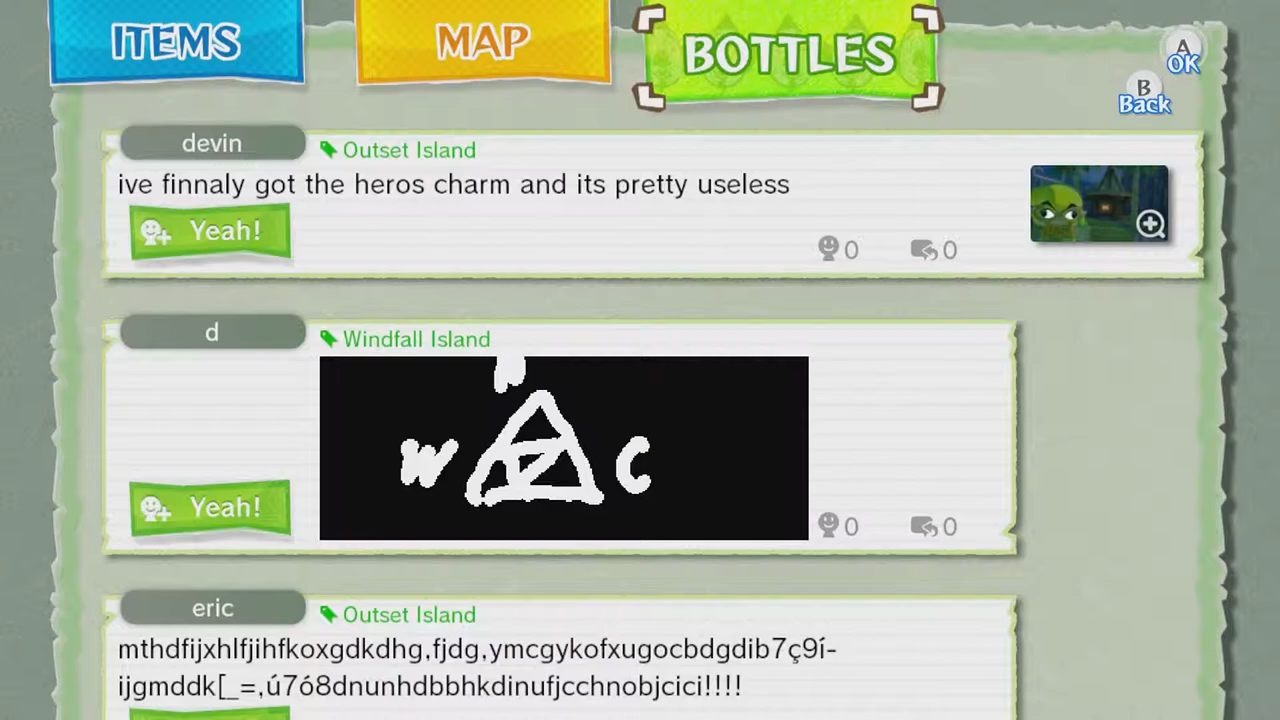 ITEMS
MAP
BOTTLES
A
OK
B
Back
devin
Outset Island
ive finnaly got the heros charm and its pretty useless
Yeah!
0
0
d
Windfall Island
W
C
Yeah!
0
0
eric
Outset Island
mthdfijxhlfjihfkoxgdkdhg,fjdg,ymcgykofxugocbdgdib7ç9í-
ijgmddk[_=,ú7ó8dnunhdbbhkdinufjcchnobjcici!!!!